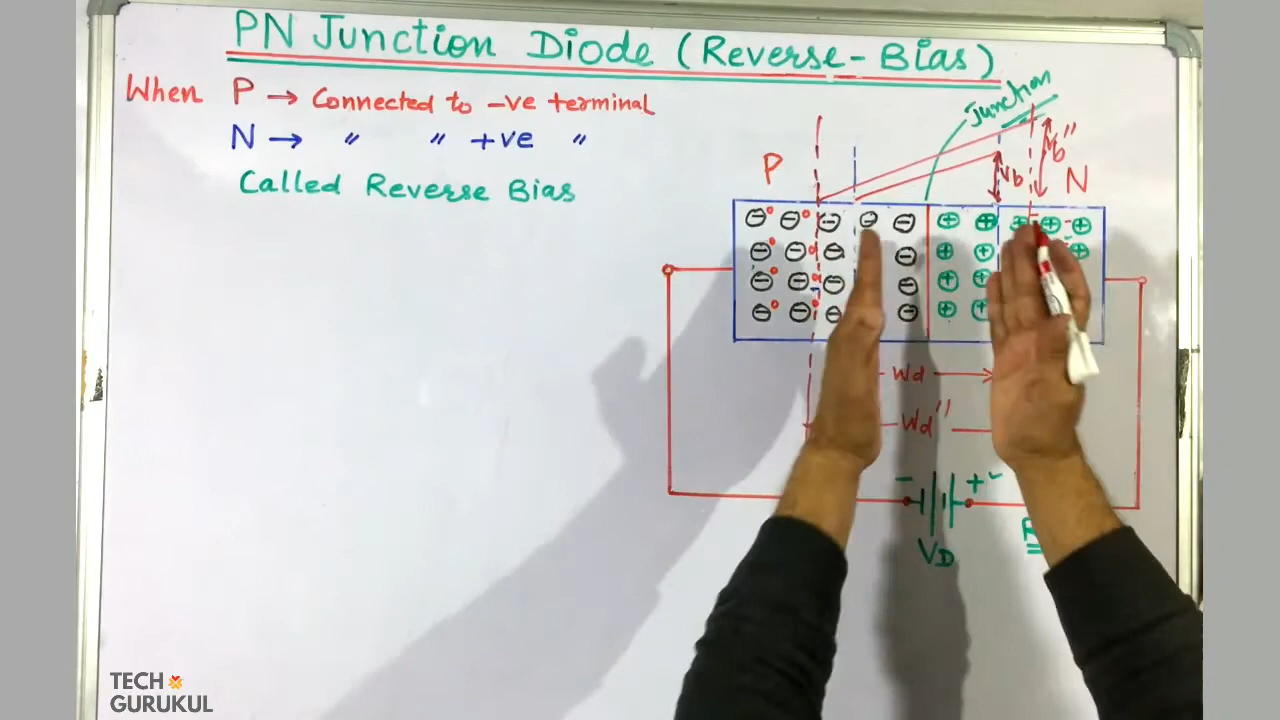 PN Junction Diode (Reverse-Bias)
When P → Connected to -ve terminal
N → " " +ve "
Called Reverse Bias
Junction
P
Vb
Vb''
N
Wd
Wd''
- + -
VD
TECH
GURUKUL